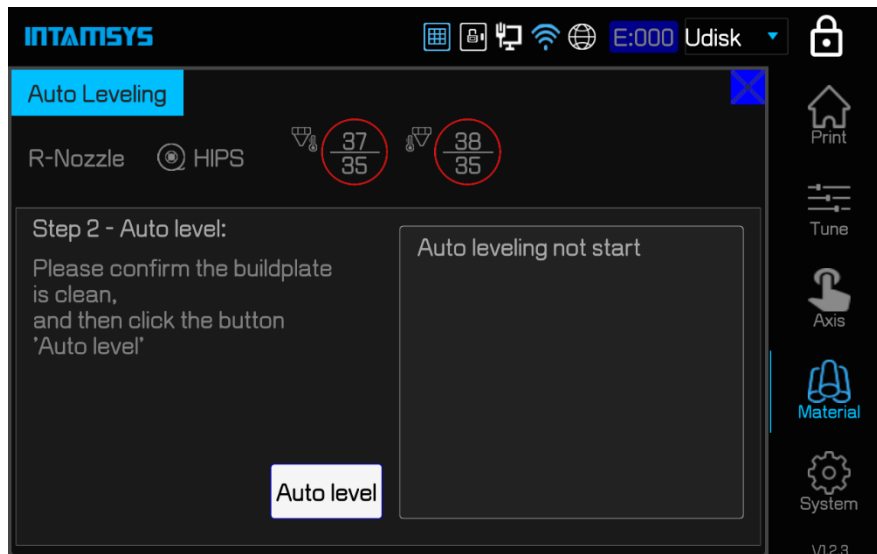 INTAMSYS
E:000 Udisk
Auto Leveling
R-Nozzle HIPS 37 38
35 35
Step 2 - Auto level:
Please confirm the buildplate
is clean,
and then click the button
'Auto level'
Auto level
Auto leveling not start
Print
Tune
Axis
Material
System
V1.2.3